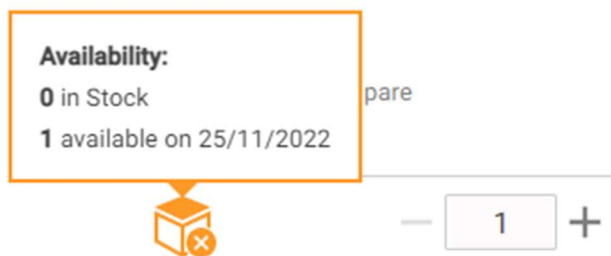 Availability:
0 in Stock
pare
1 available on 25/11/2022
1